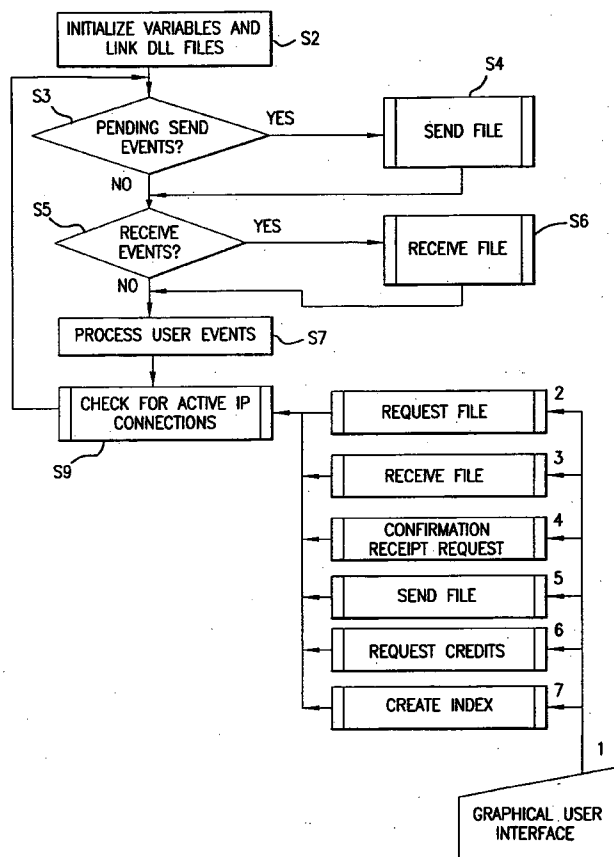 INITIALIZE VARIABLES AND
LINK DLL FILES
S2
S3
PENDING SEND
EVENTS?
YES
S4
SEND FILE
NO
S5
RECEIVE
EVENTS?
YES
S6
RECEIVE FILE
NO
PROCESS USER EVENTS
S7
CHECK FOR ACTIVE IP
CONNECTIONS
S9
REQUEST FILE
2
RECEIVE FILE
3
CONFIRMATION
RECEIPT REQUEST
4
SEND FILE
5
REQUEST CREDITS
6
CREATE INDEX
7
1
GRAPHICAL USER
INTERFACE